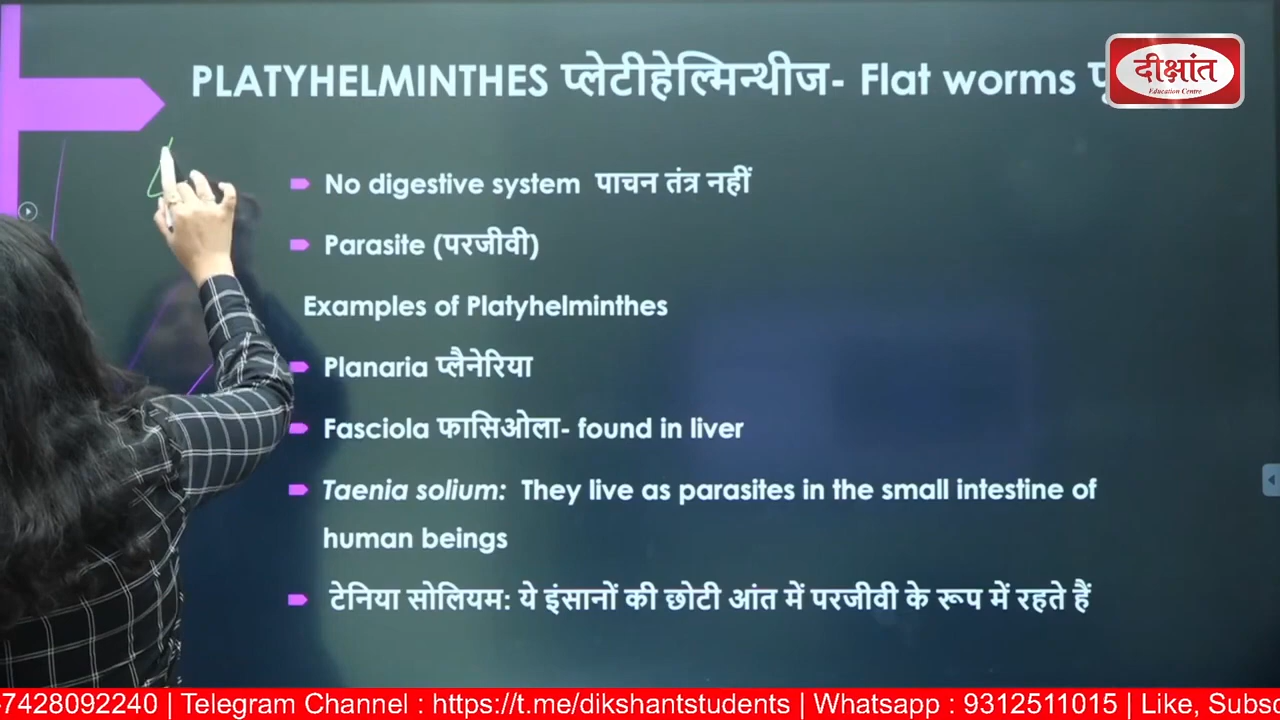 PLATYHELMINTHES प्लेटीहेल्मिन्थीज- Flat worms
दीक्षांत
Education Centre
No digestive system पाचन तंत्र नहीं
Parasite (परजीवी)
Examples of Platyhelminthes
Planaria प्लैनेरिया
Fasciola फासिओला- found in liver
Taenia solium: They live as parasites in the small intestine of
human beings
टेनिया सोलियम: ये इंसानों की छोटी आंत में परजीवी के रूप में रहते हैं
-7428092240 | Telegram Channel : https://t.me/dikshantstudents | Whatsapp : 9312511015 | Like, Subsc